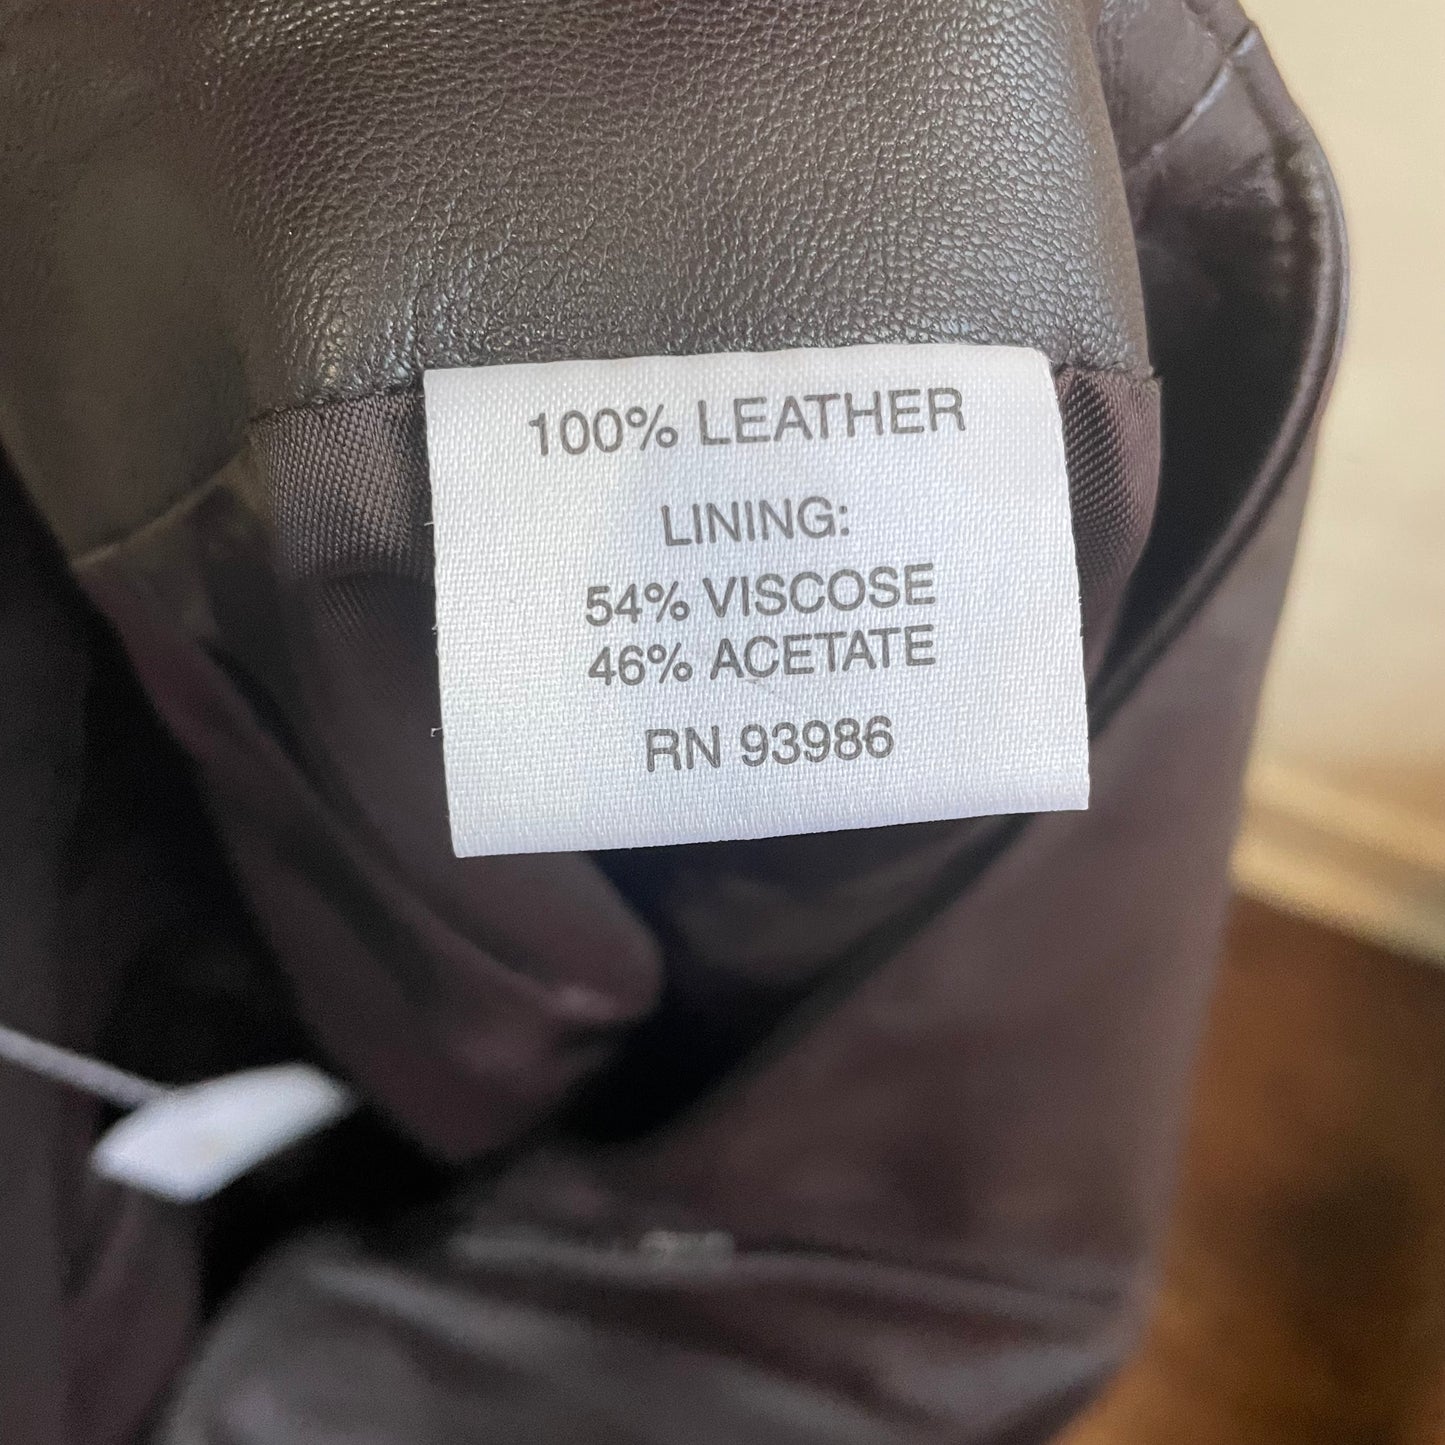 100% LEATHER
LINING:
54% VISCOSE
46% ACETATE
RN 93986